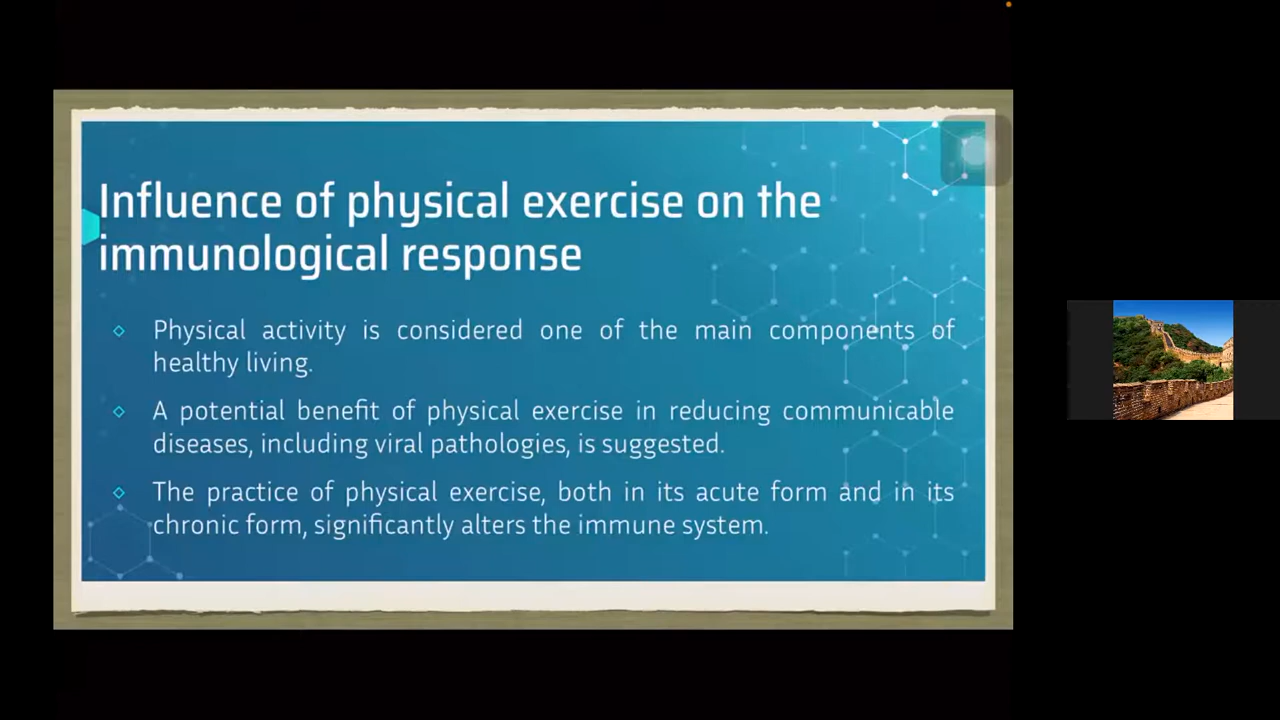 Influence of physical exercise on the
immunological response
Physical activity is considered one of the main components of
healthy living.
A potential benefit of physical exercise in reducing communicable
diseases, including viral pathologies, is suggested.
The practice of physical exercise, both in its acute form and in its
chronic form, significantly alters the immune system.